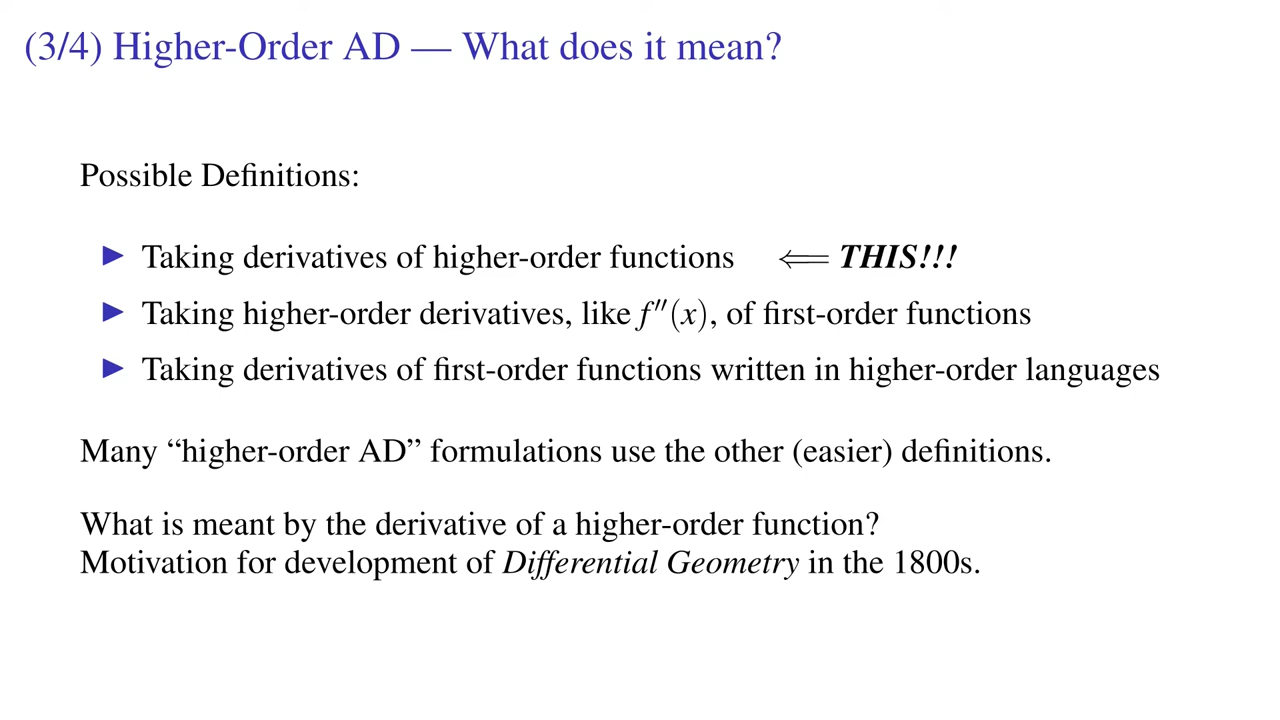 (3/4) Higher-Order AD — What does it mean?
Possible Definitions:
▶ Taking derivatives of higher-order functions ⟸ THIS!!!
▶ Taking higher-order derivatives, like f″(x), of first-order functions
▶ Taking derivatives of first-order functions written in higher-order languages
Many “higher-order AD” formulations use the other (easier) definitions.
What is meant by the derivative of a higher-order function?
Motivation for development of Differential Geometry in the 1800s.